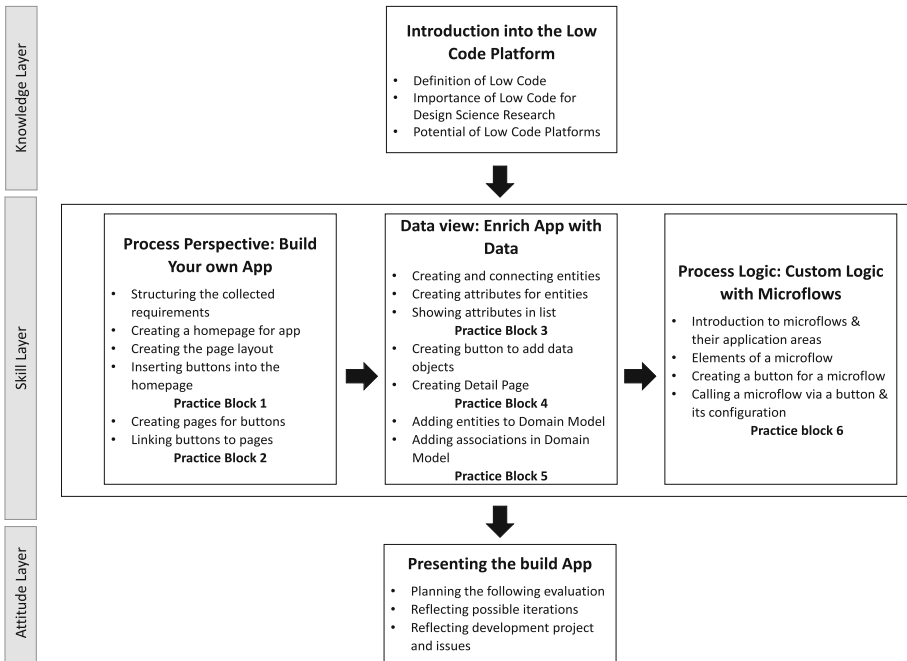 Knowledge Layer
Introduction into the Low
Code Platform
• Definition of Low Code
• Importance of Low Code for
Design Science Research
• Potential of Low Code Platforms
Skill Layer
Process Perspective: Build
Your own App
• Structuring the collected
requirements
• Creating a homepage for app
• Creating the page layout
• Inserting buttons into the
homepage
Practice Block 1
• Creating pages for buttons
• Linking buttons to pages
Practice Block 2
Data view: Enrich App with
Data
• Creating and connecting entities
• Creating attributes for entities
• Showing attributes in list
Practice Block 3
• Creating button to add data
objects
• Creating Detail Page
Practice Block 4
• Adding entities to Domain Model
• Adding associations in Domain
Model
Practice Block 5
Process Logic: Custom Logic
with Microflows
• Introduction to microflows &
their application areas
• Elements of a microflow
• Creating a button for a microflow
• Calling a microflow via a button &
its configuration
Practice block 6
Attitude Layer
Presenting the build App
• Planning the following evaluation
• Reflecting possible iterations
• Reflecting development project
and issues